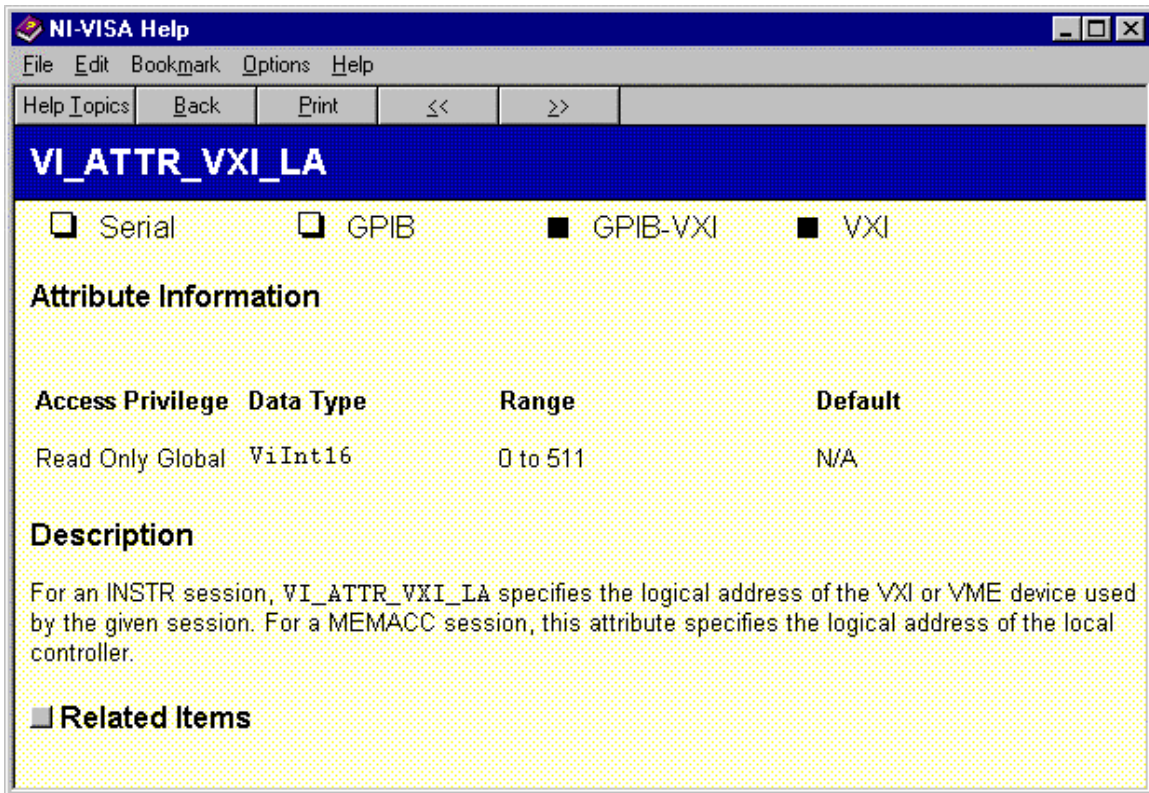 NI-VISA Help
File Edit Bookmark Options Help
Help Topics Back Print << >>
VI_ATTR_VXI_LA
Serial GPIB GPIB-VXI VXI
Attribute Information
Access Privilege Data Type Range Default
Read Only Global ViInt16 0 to 511 N/A
Description
For an INSTR session, VI_ATTR_VXI_LA specifies the logical address of the VXI or VME device used
by the given session. For a MEMACC session, this attribute specifies the logical address of the local
controller.
Related Items